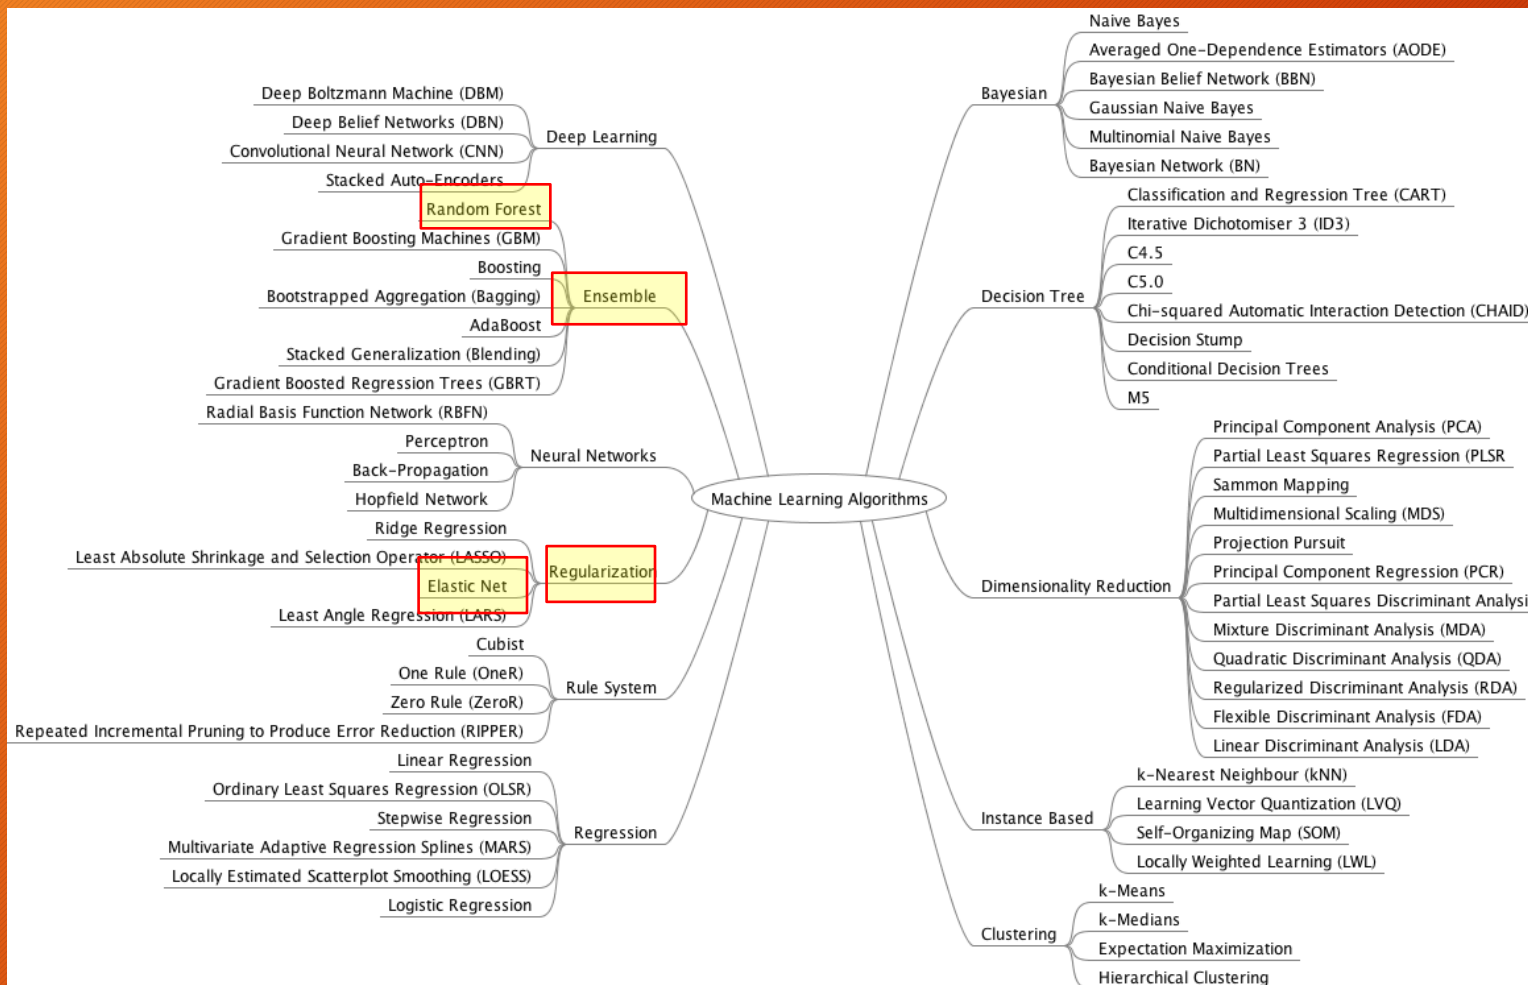 Deep Boltzmann Machine (DBM)
Deep Belief Networks (DBN)
Convolutional Neural Network (CNN)
Stacked Auto-Encoders
Deep Learning
Random Forest
Gradient Boosting Machines (GBM)
Boosting
Bootstrapped Aggregation (Bagging)
AdaBoost
Stacked Generalization (Blending)
Gradient Boosted Regression Trees (GBRT)
Ensemble
Radial Basis Function Network (RBFN)
Perceptron
Back-Propagation
Hopfield Network
Neural Networks
Ridge Regression
Least Absolute Shrinkage and Selection Operator (LASSO)
Elastic Net
Least Angle Regression (LARS)
Regularization
Cubist
One Rule (OneR)
Zero Rule (ZeroR)
Repeated Incremental Pruning to Produce Error Reduction (RIPPER)
Rule System
Linear Regression
Ordinary Least Squares Regression (OLSR)
Stepwise Regression
Multivariate Adaptive Regression Splines (MARS)
Locally Estimated Scatterplot Smoothing (LOESS)
Logistic Regression
Regression
Machine Learning Algorithms
Bayesian
Naive Bayes
Averaged One-Dependence Estimators (AODE)
Bayesian Belief Network (BBN)
Gaussian Naive Bayes
Multinomial Naive Bayes
Bayesian Network (BN)
Decision Tree
Classification and Regression Tree (CART)
Iterative Dichotomiser 3 (ID3)
C4.5
C5.0
Chi-squared Automatic Interaction Detection (CHAID)
Decision Stump
Conditional Decision Trees
M5
Dimensionality Reduction
Principal Component Analysis (PCA)
Partial Least Squares Regression (PLSR
Sammon Mapping
Multidimensional Scaling (MDS)
Projection Pursuit
Principal Component Regression (PCR)
Partial Least Squares Discriminant Analysi
Mixture Discriminant Analysis (MDA)
Quadratic Discriminant Analysis (QDA)
Regularized Discriminant Analysis (RDA)
Flexible Discriminant Analysis (FDA)
Linear Discriminant Analysis (LDA)
Instance Based
k-Nearest Neighbour (kNN)
Learning Vector Quantization (LVQ)
Self-Organizing Map (SOM)
Locally Weighted Learning (LWL)
Clustering
k-Means
k-Medians
Expectation Maximization
Hierarchical Clustering